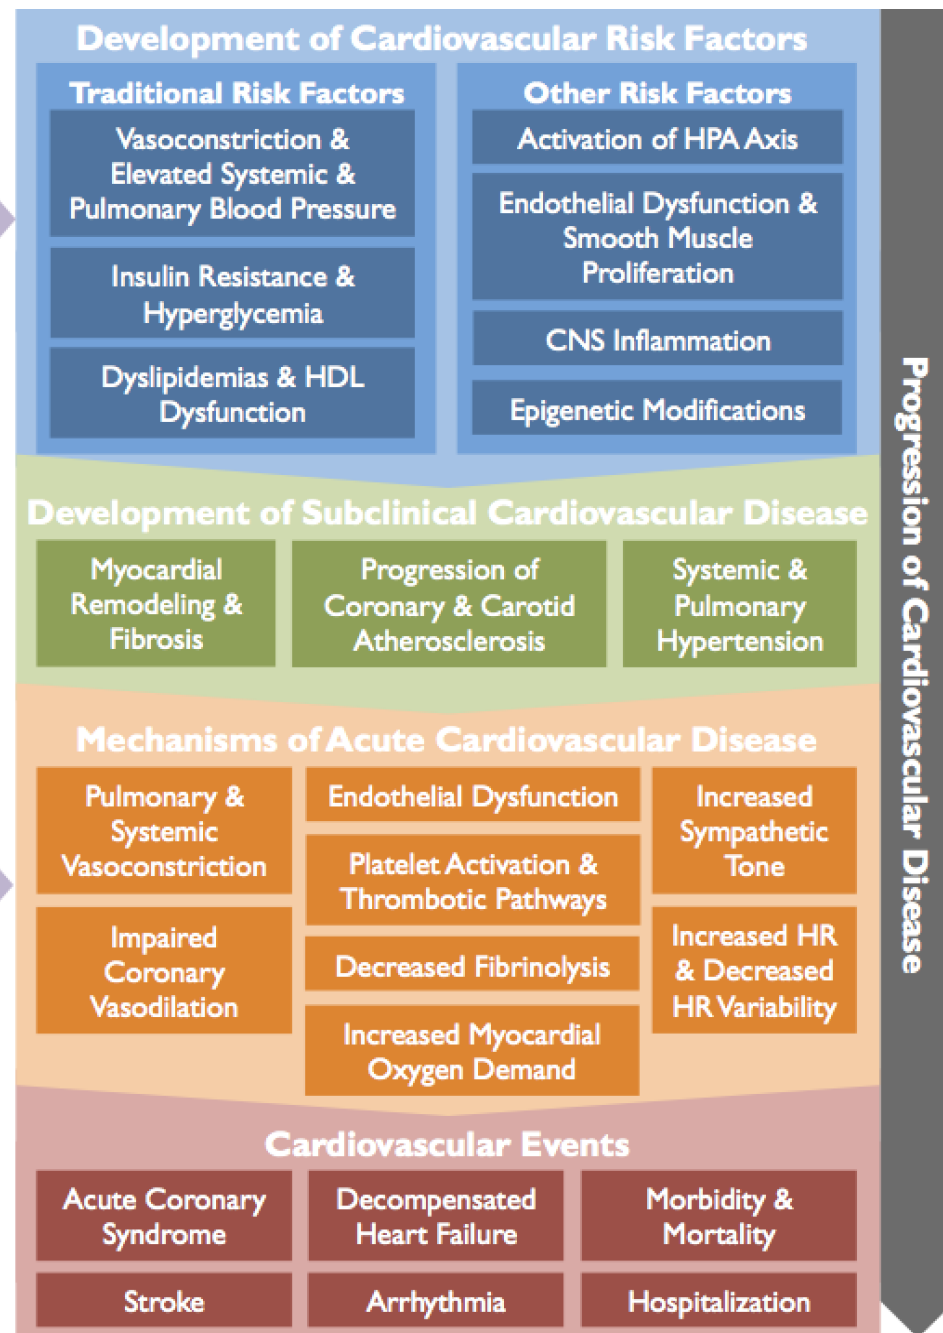 Development of Cardiovascular Risk Factors
Traditional Risk Factors
Vasoconstriction &
Elevated Systemic &
Pulmonary Blood Pressure
Insulin Resistance &
Hyperglycemia
Dyslipidemias & HDL
Dysfunction
Other Risk Factors
Activation of HPA Axis
Endothelial Dysfunction &
Smooth Muscle
Proliferation
CNS Inflammation
Epigenetic Modifications
Development of Subclinical Cardiovascular Disease
Myocardial
Remodeling &
Fibrosis
Progression of
Coronary & Carotid
Atherosclerosis
Systemic &
Pulmonary
Hypertension
Mechanisms of Acute Cardiovascular Disease
Pulmonary &
Systemic
Vasoconstriction
Impaired
Coronary
Vasodilation
Endothelial Dysfunction
Platelet Activation &
Thrombotic Pathways
Decreased Fibrinolysis
Increased Myocardial
Oxygen Demand
Increased
Sympathetic
Tone
Increased HR
& Decreased
HR Variability
Cardiovascular Events
Acute Coronary
Syndrome
Decompensated
Heart Failure
Morbidity &
Mortality
Stroke
Arrhythmia
Hospitalization
Progression of Cardiovascular Disease